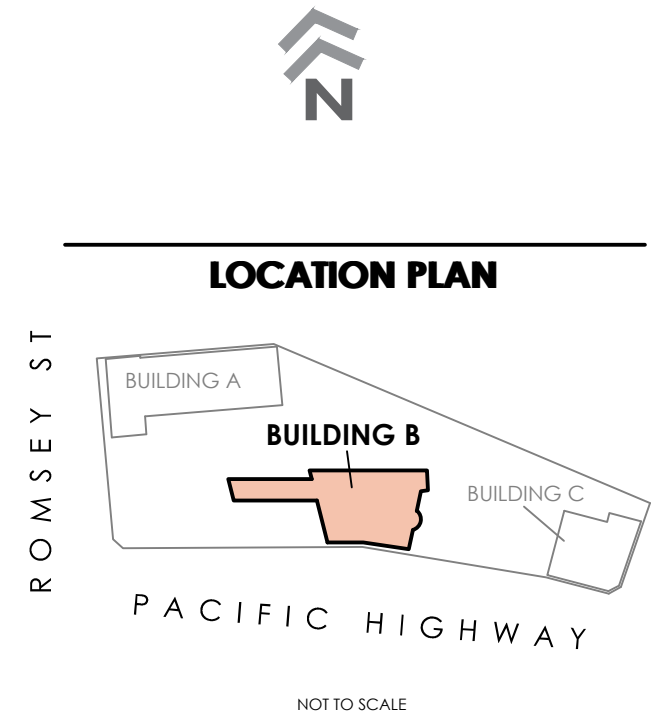 N
LOCATION PLAN
ROMSEY ST
BUILDING A
BUILDING B
BUILDING C
PACIFIC HIGHWAY
NOT TO SCALE